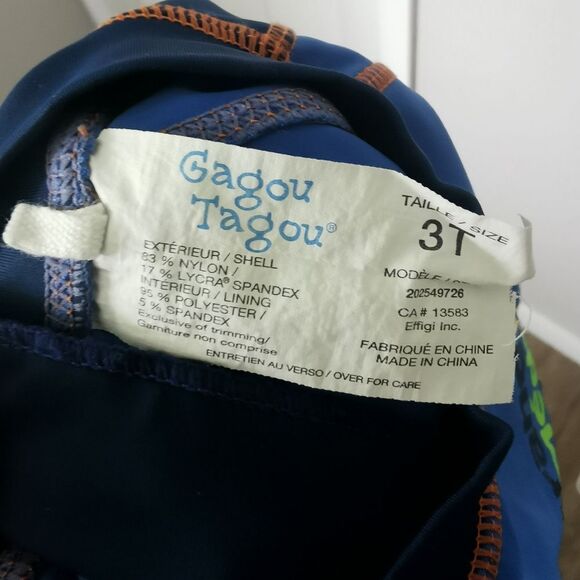 Gagou
Tagou®
EXTÉRIEUR / SHELL
83 % NYLON /
17 % LYCRA® SPANDEX
INTÉRIEUR / LINING
95 % POLYESTER /
5 % SPANDEX
Exclusive of trimming/
Garniture non comprise
ENTRETIEN AU VERSO / OVER FOR CARE
TAILLE / SIZE
3T
MODÈLE /
202549726
CA# 13583
Effigi Inc.
FABRIQUÉ EN CHINE
MADE IN CHINA